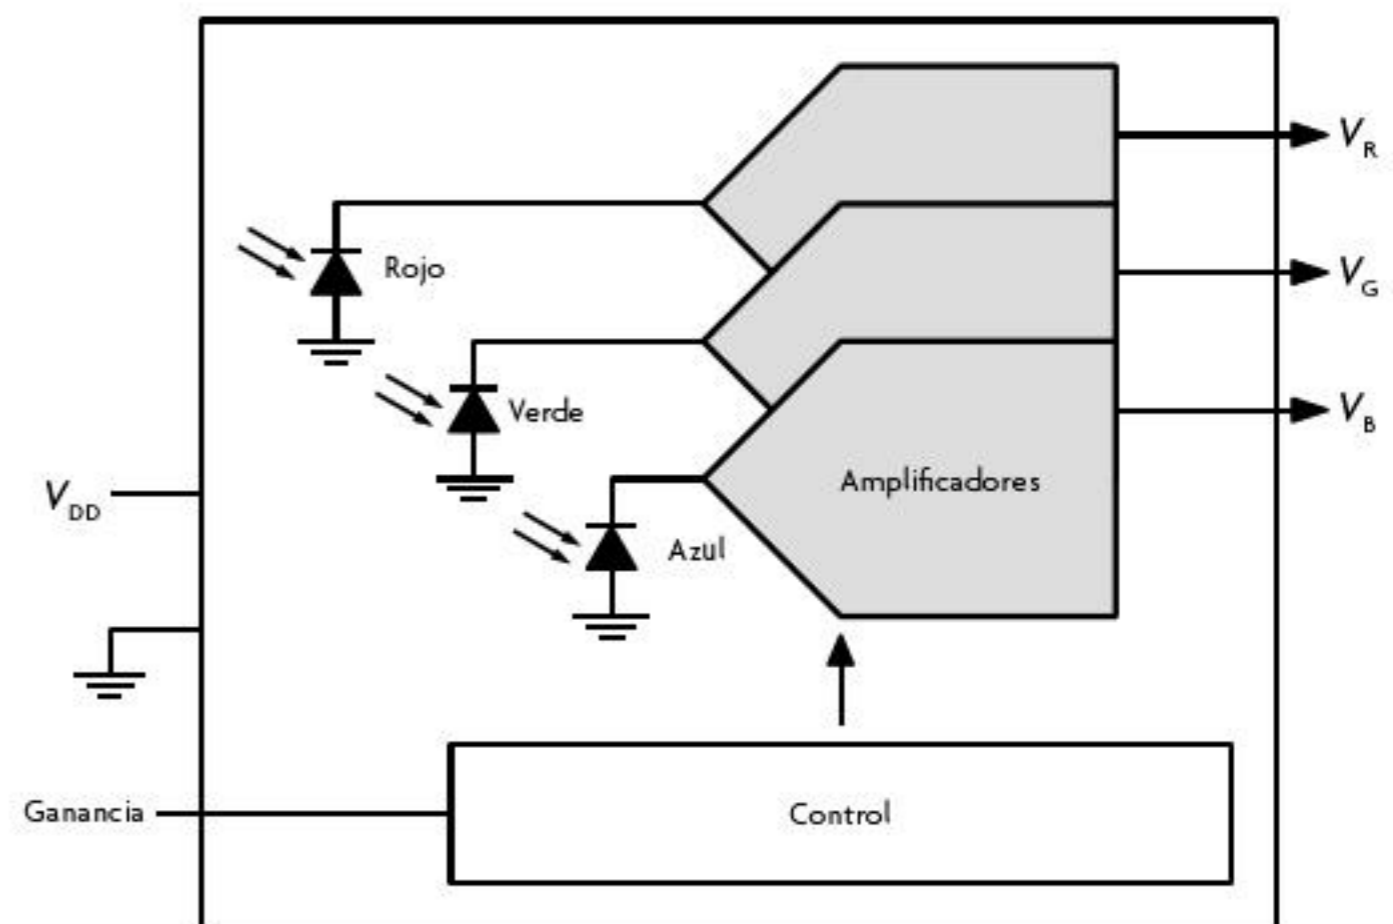 V_R
Rojo
V_G
Verde
V_B
Amplificadores
V_DD
Azul
Ganancia
Control